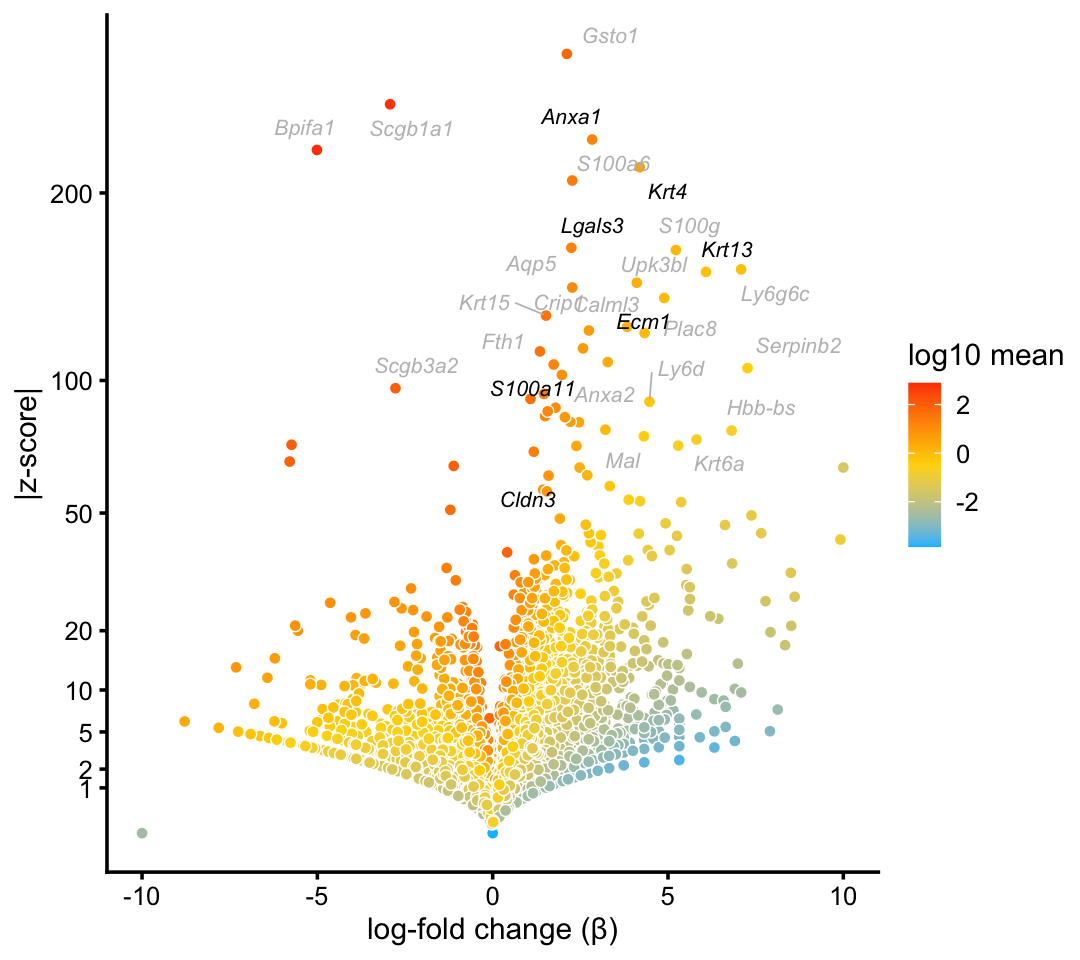 Gsto1
Anxa1
Bpifa1
Scgb1a1
S100a6
200
Krt4
Lgals3
S100g
Krt13
Aqp5
Upk3bl
Ly6g6c
Krt15
Crip1
Calml3
Ecm1
Plac8
Fth1
Serpinb2
log10 mean
Scgb3a2
Ly6d
100
S100a11
Anxa2
Hbb-bs
2
0
-2
Mal
Krt6a
Cldn3
50
20
10
5
2
1
|z-score|
-10
-5
0
5
10
log-fold change (β)